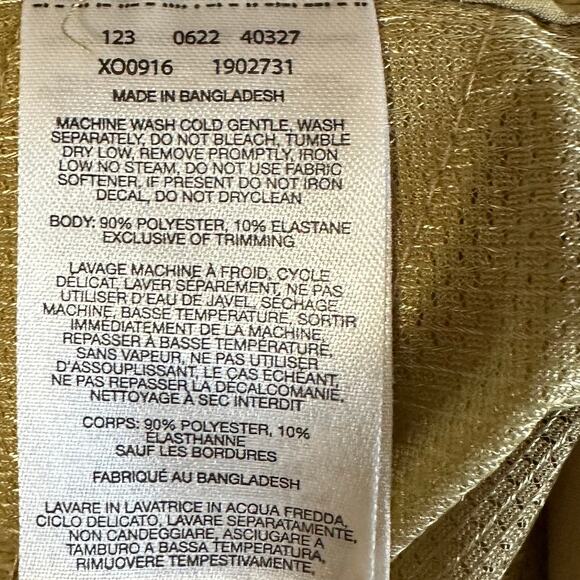 123 0622 40327
XO0916 1902731
MADE IN BANGLADESH
MACHINE WASH COLD GENTLE, WASH
SEPARATELY, DO NOT BLEACH, TUMBLE
DRY LOW, REMOVE PROMPTLY, IRON
LOW NO STEAM, DO NOT USE FABRIC
SOFTENER, IF PRESENT DO NOT IRON
DECAL, DO NOT DRYCLEAN
BODY: 90% POLYESTER, 10% ELASTANE
EXCLUSIVE OF TRIMMING
LAVAGE MACHINE À FROID, CYCLE
DÉLICAT, LAVER SÉPARÉMENT, NE PAS
UTILISER D'EAU DE JAVEL, SÉCHAGE
MACHINE, BASSE TEMPÉRATURE, SORTIR
IMMÉDIATEMENT DE LA MACHINE,
REPASSER À BASSE TEMPÉRATURE,
SANS VAPEUR, NE PAS UTILISER
D'ASSOUPLISSANT, LE CAS ÉCHÉANT,
NE PAS REPASSER LA DÉCALCOMANIE,
NETTOYAGE À SEC INTERDIT
CORPS: 90% POLYESTER, 10%
ÉLASTHANNE
SAUF LES BORDURES
FABRIQUÉ AU BANGLADESH
LAVARE IN LAVATRICE IN ACQUA FREDDA,
CICLO DELICATO, LAVARE SEPARATAMENTE,
NON CANDEGGIARE, ASCIUGARE A
TAMBURO A BASSA TEMPERATURA,
RIMUOVERE TEMPESTIVAMENTE,